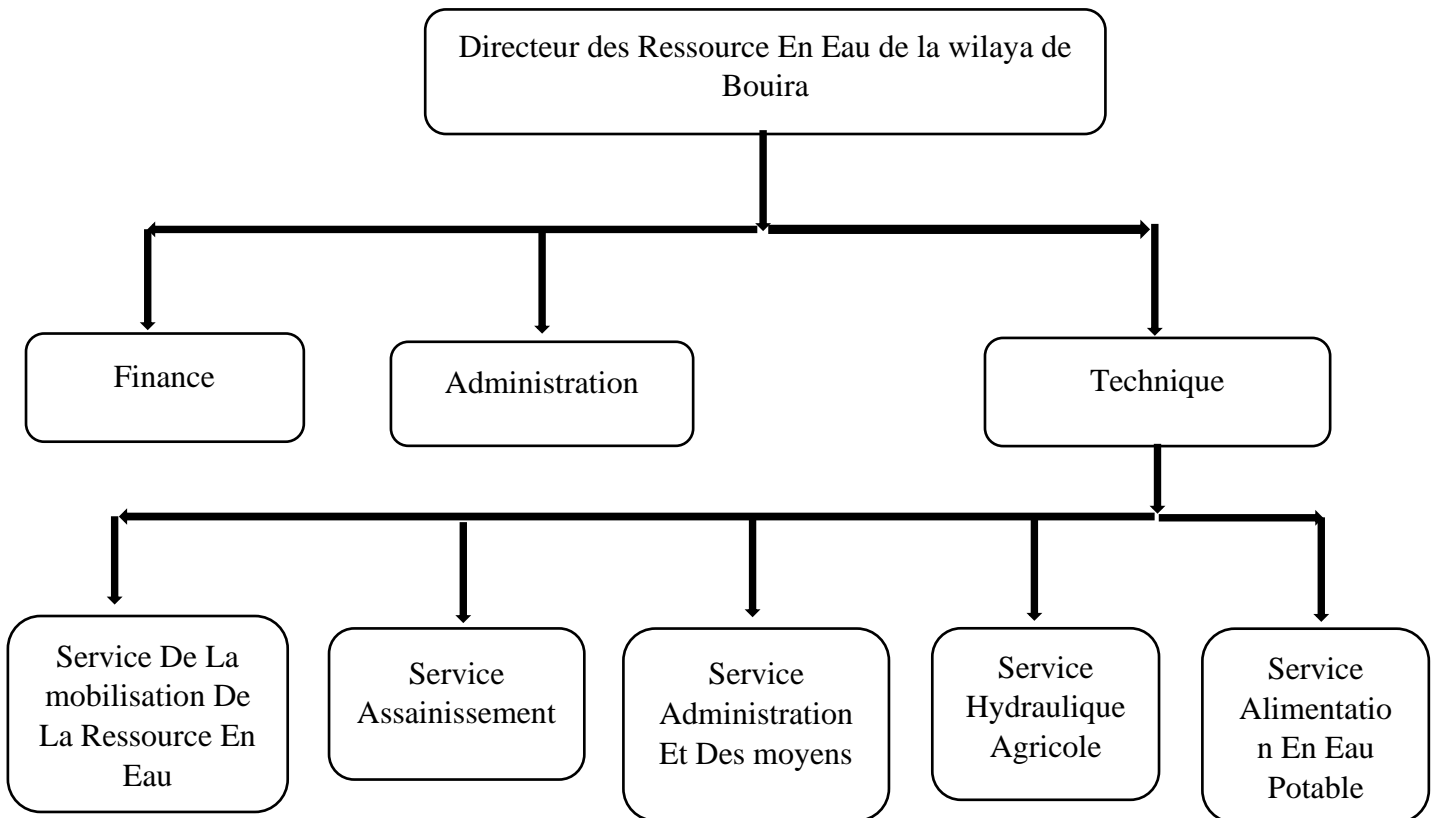 Directeur des Ressource En Eau de la wilaya de
Bouira
Finance
Administration
Technique
Service De La
mobilisation De
La Ressource En
Eau
Service
Assainissement
Service
Administration
Et Des moyens
Service
Hydraulique
Agricole
Service
Alimentatio
n En Eau
Potable